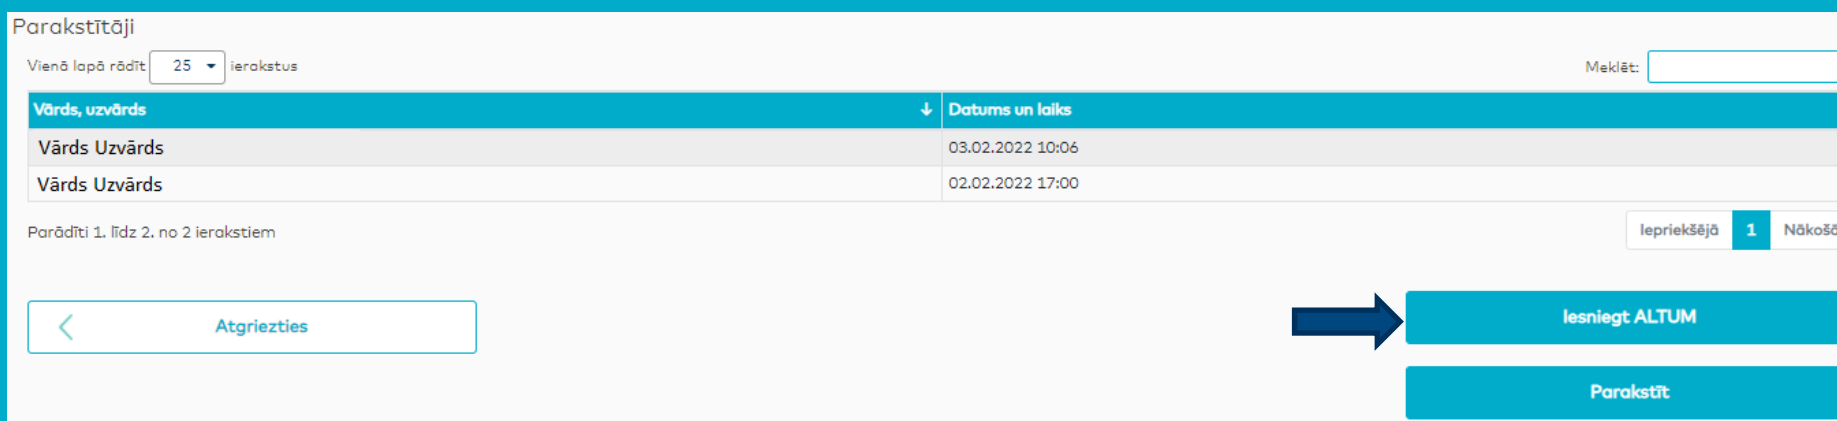 Parakstītāji
Vienā lapā rādīt 25 ierakstus Meklēt:
Vārds, uzvārds Datums un laiks
Vārds Uzvārds 03.02.2022 10:06
Vārds Uzvārds 02.02.2022 17:00
Parādīti 1. līdz 2. no 2 ierakstiem Iepriekšējā 1 Nākošā
Atgriezties Iesniegt ALTUM
Parakstīt